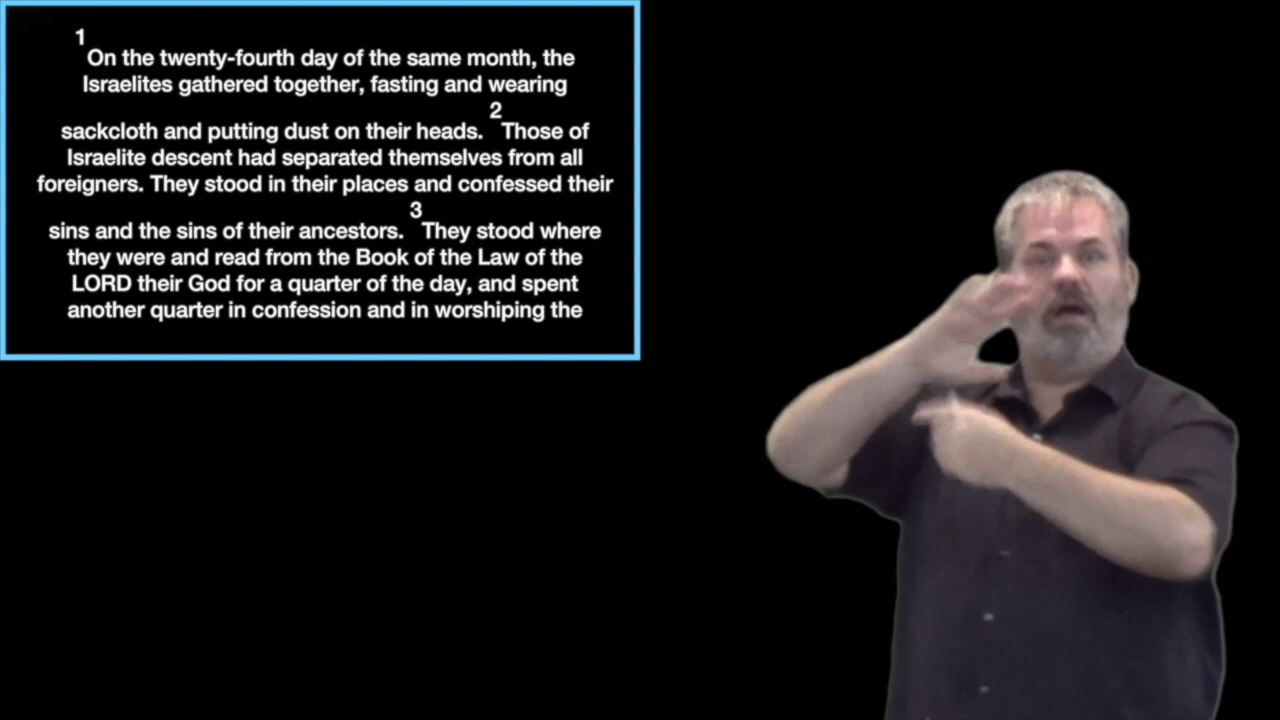 1
On the twenty-fourth day of the same month, the
Israelites gathered together, fasting and wearing
2
sackcloth and putting dust on their heads. Those of
Israelite descent had separated themselves from all
foreigners. They stood in their places and confessed their
3
sins and the sins of their ancestors. They stood where
they were and read from the Book of the Law of the
LORD their God for a quarter of the day, and spent
another quarter in confession and in worshiping the